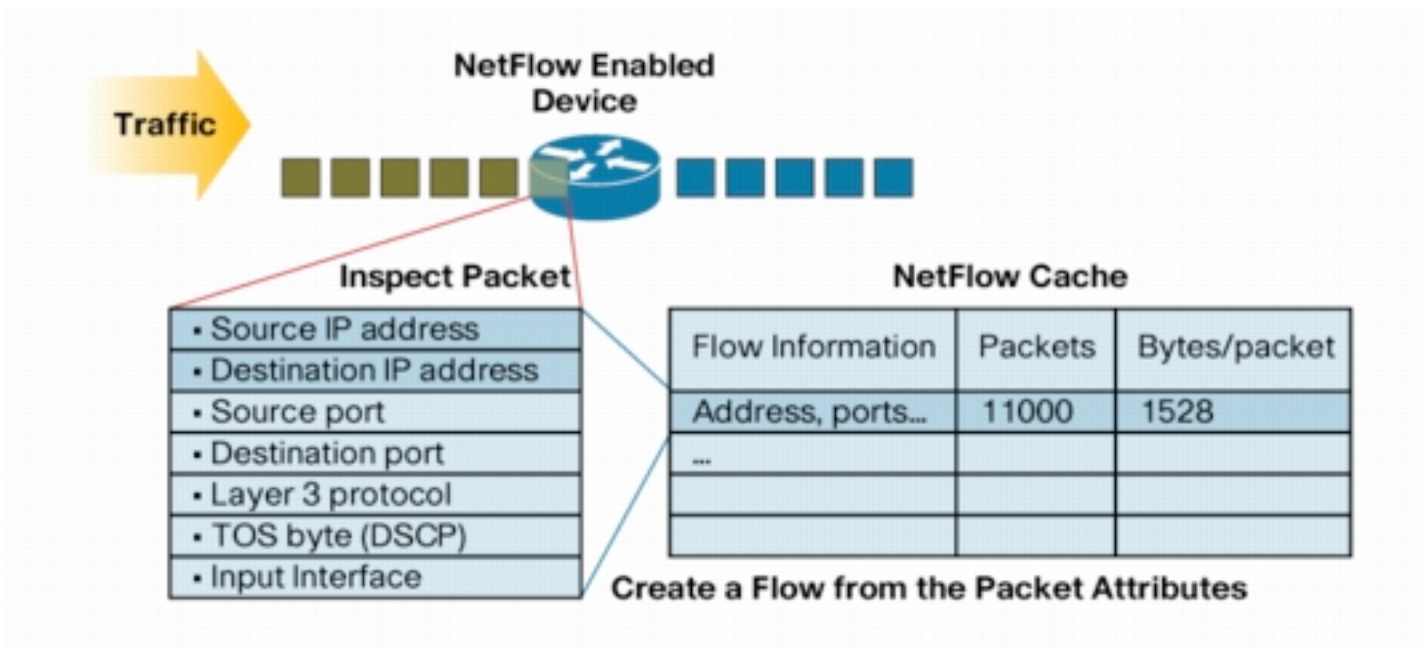 NetFlow Enabled
Device
Traffic
Inspect Packet
▪ Source IP address
▪ Destination IP address
▪ Source port
▪ Destination port
▪ Layer 3 protocol
▪ TOS byte (DSCP)
▪ Input Interface
NetFlow Cache
Flow Information Packets Bytes/packet
Address, ports... 11000 1528
...
Create a Flow from the Packet Attributes